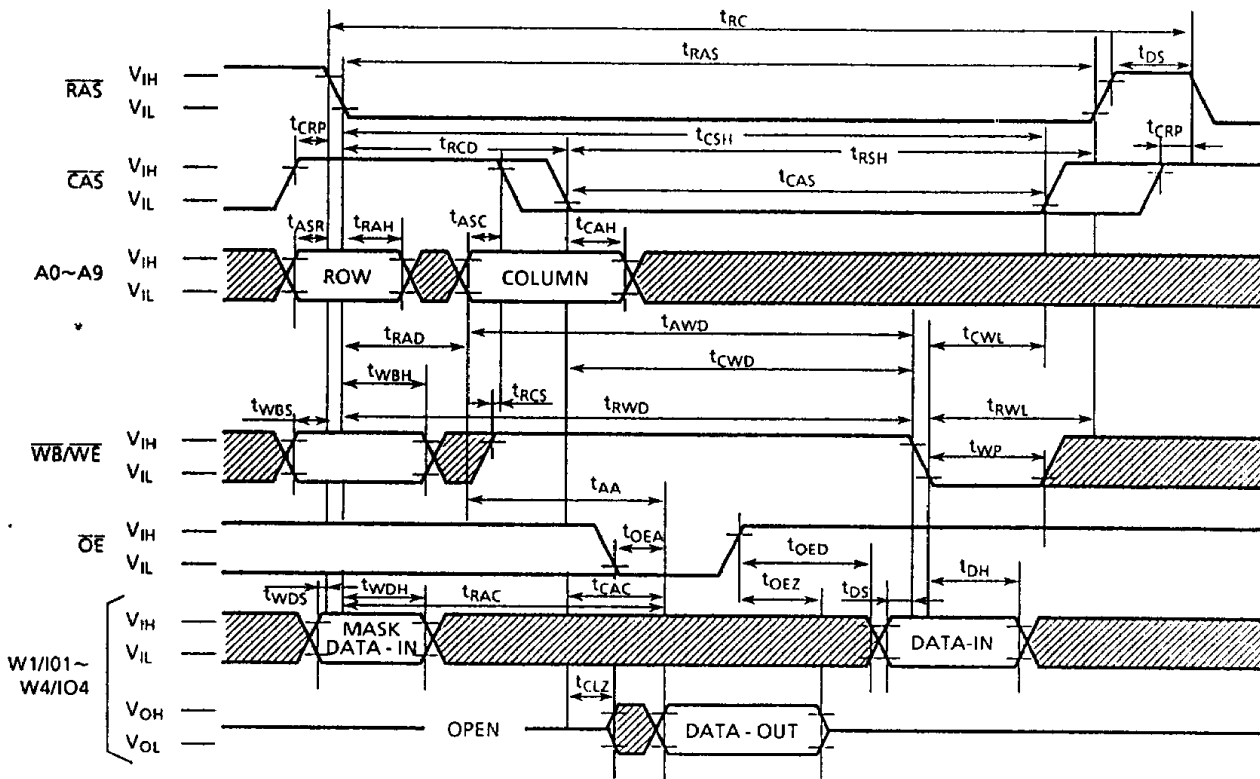 tRC
tRAS
tDS
RAS
VIH
VIL
tCRP
tCSH
tCRP
tRCD
tRSH
CAS
VIH
VIL
tCAS
tASR
tRAH
tASC
tCAH
A0~A9
VIH
VIL
ROW
COLUMN
tAWD
tRAD
tCWL
tCWD
tWBH
tRCS
tWBS
tRWD
tRWL
WB/WE
VIH
VIL
tWP
tAA
OE
VIH
VIL
tOEA
tOED
tWDS
tWDH
tRAC
tCAC
tOEZ
tDS
tDH
W1/I01~
W4/IO4
VIH
VIL
MASK
DATA-IN
DATA-IN
tCLZ
VOH
VOL
OPEN
DATA-OUT